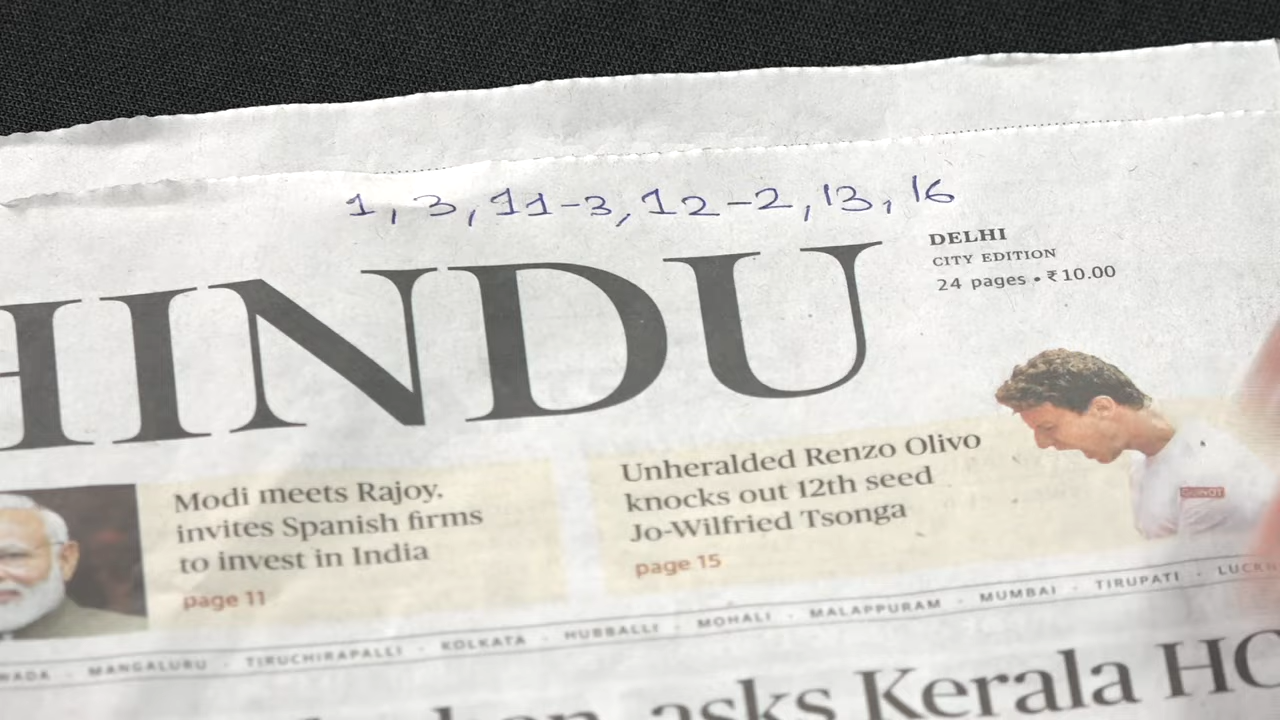 1, 3, 11-3, 12-2, 13, 16
HINDU
DELHI
CITY EDITION
24 pages • ₹10.00
Modi meets Rajoy,
invites Spanish firms
to invest in India
page 11
Unheralded Renzo Olivo
knocks out 12th seed
Jo-Wilfried Tsonga
page 15
MANGALURU · TIRUCHIRAPALLI · KOLKATA · HUBBALLI · MOHALI · MALAPPURAM · MUMBAI · TIRUPATI
asks Kerala